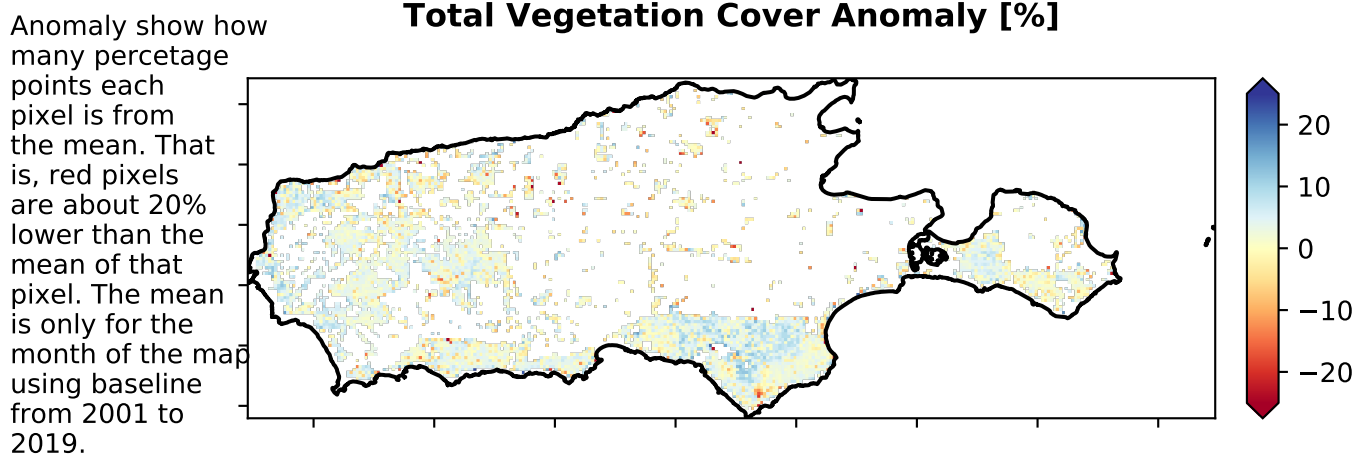 Total Vegetation Cover Anomaly [%]
Anomaly show how
many percetage
points each
pixel is from
the mean. That
is, red pixels
are about 20%
lower than the
mean of that
pixel. The mean
is only for the
month of the map
using baseline
from 2001 to
2019.
20
10
0
−10
−20